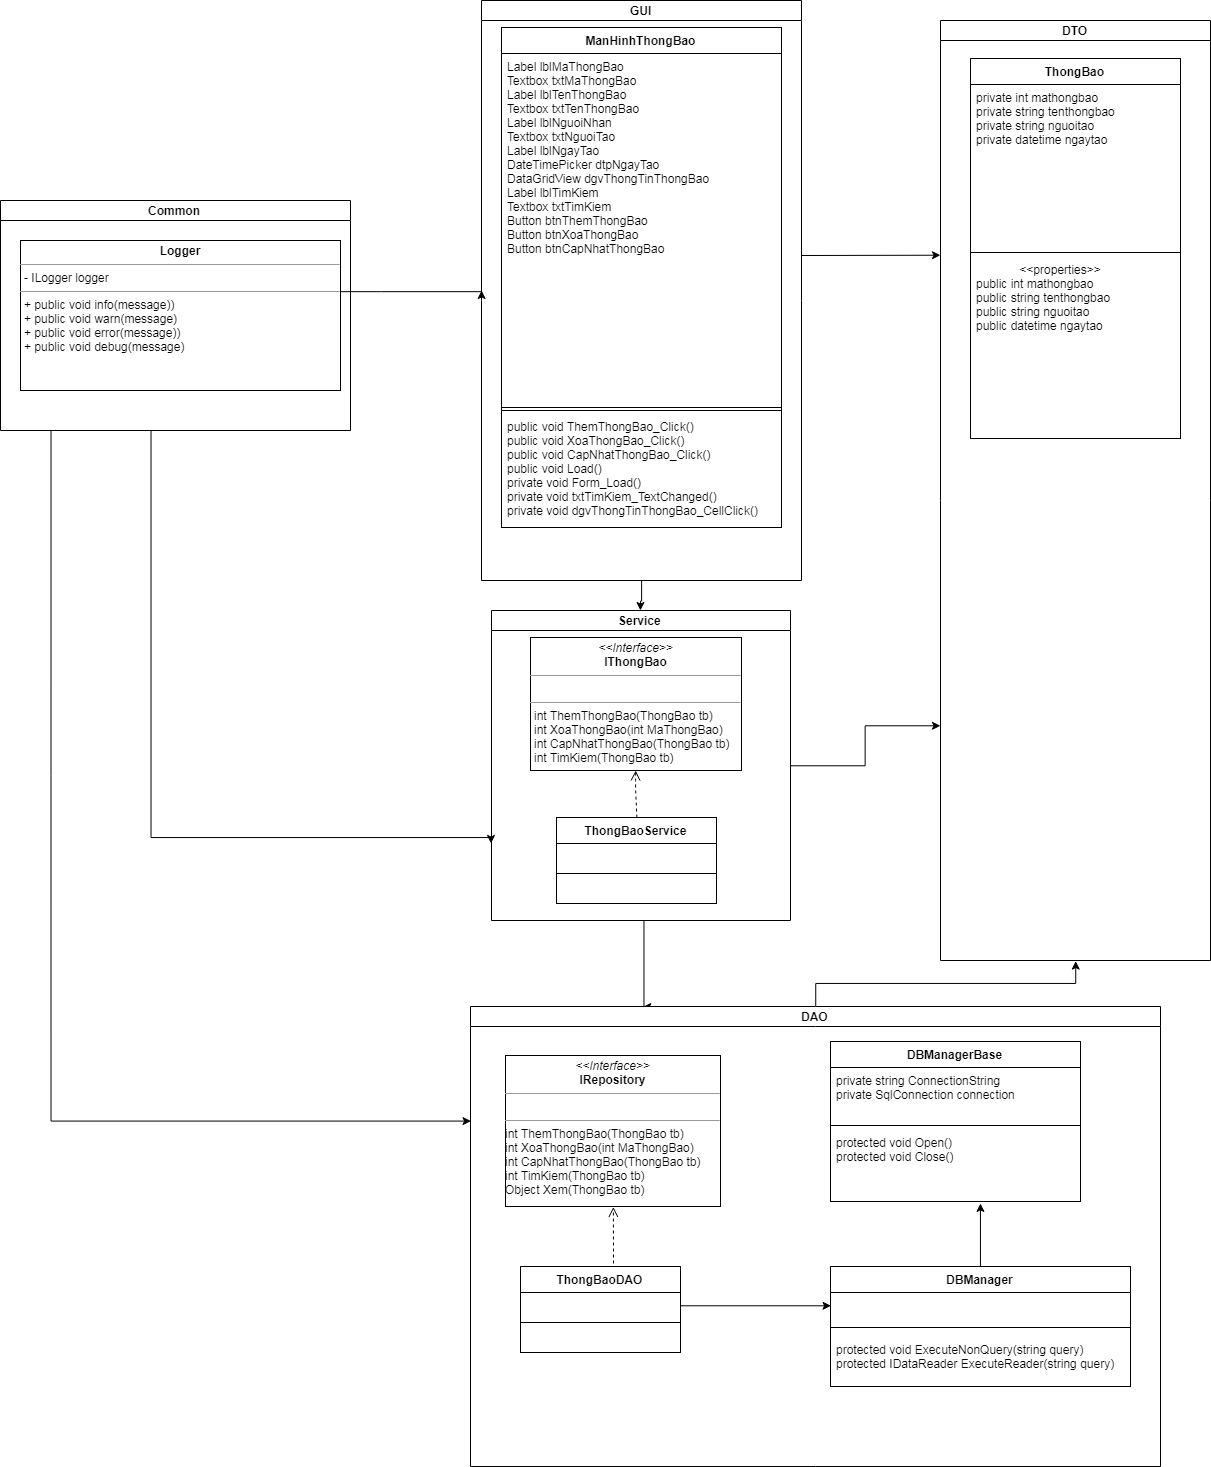 GUI
ManHinhThongBao
Label lblMaThongBao
Textbox txtMaThongBao
Label lblTenThongBao
Textbox txtTenThongBao
Label lblNguoiNhan
Textbox txtNguoiTao
Label lblNgayTao
DateTimePicker dtpNgayTao
DataGridView dgvThongTinThongBao
Label lblTimKiem
Textbox txtTimKiem
Button btnThemThongBao
Button btnXoaThongBao
Button btnCapNhatThongBao
public void ThemThongBao_Click()
public void XoaThongBao_Click()
public void CapNhatThongBao_Click()
public void Load()
private void Form_Load()
private void txtTimKiem_TextChanged()
private void dgvThongTinThongBao_CellClick()
DTO
ThongBao
private int mathongbao
private string tenthongbao
private string nguoitao
private datetime ngaytao
<<properties>>
public int mathongbao
public string tenthongbao
public string nguoitao
public datetime ngaytao
Common
Logger
- ILogger logger
+ public void info(message))
+ public void warn(message)
+ public void error(message))
+ public void debug(message)
Service
<<Interface>>
IThongBao
int ThemThongBao(ThongBao tb)
int XoaThongBao(int MaThongBao)
int CapNhatThongBao(ThongBao tb)
int TimKiem(ThongBao tb)
ThongBaoService
DAO
<<Interface>>
IRepository
int ThemThongBao(ThongBao tb)
int XoaThongBao(int MaThongBao)
int CapNhatThongBao(ThongBao tb)
int TimKiem(ThongBao tb)
Object Xem(ThongBao tb)
DBManagerBase
private string ConnectionString
private SqlConnection connection
protected void Open()
protected void Close()
ThongBaoDAO
DBManager
protected void ExecuteNonQuery(string query)
protected IDataReader ExecuteReader(string query)